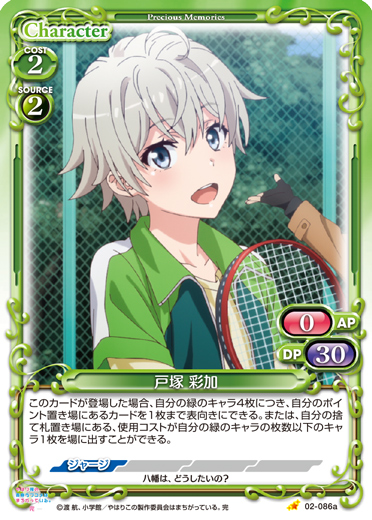 Precious Memories
Character
COST
2
SOURCE
2
0 AP
DP 30
戸塚 彩加
このカードが登場した場合、自分の緑のキャラ4枚につき、自分のポイ
ント置き場にあるカードを1枚まで表向きにできる。または、自分の捨
て札置き場にある、使用コストが自分の緑のキャラの枚数以下のキャ
ラ1枚を場に出すことができる。
ジャージ
八幡は、どうしたいの?
©渡 航、小学館／やはりこの製作委員会はまちがっている。完
02-086a